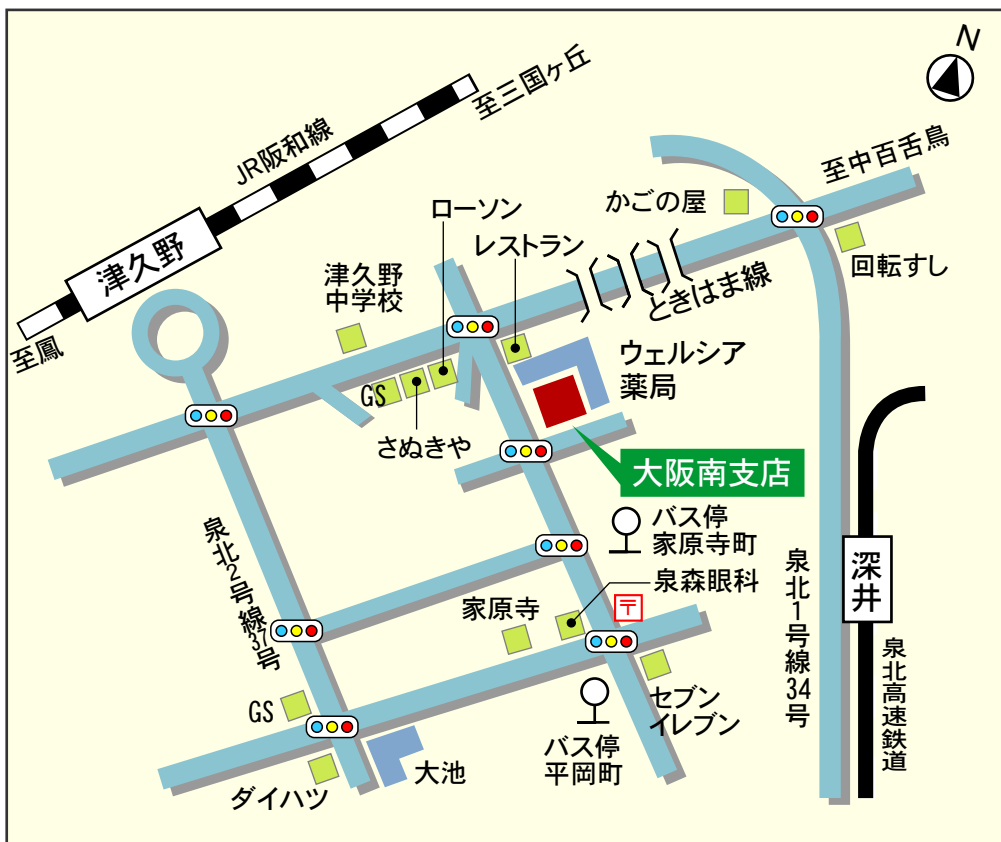 N
至三国ヶ丘
JR阪和線
至中百舌鳥
ローソン
かごの屋
レストラン
津久野
回転すし
津久野
中学校
ときはま線
至鳳
ウェルシア
薬局
GS
さぬきや
大阪南支店
バス停
家原寺町
泉北2号線37号
泉森眼科
深井
泉北1号線34号
家原寺
〒
泉北高速鉄道
セブン
イレブン
GS
バス停
平岡町
大池
ダイハツ